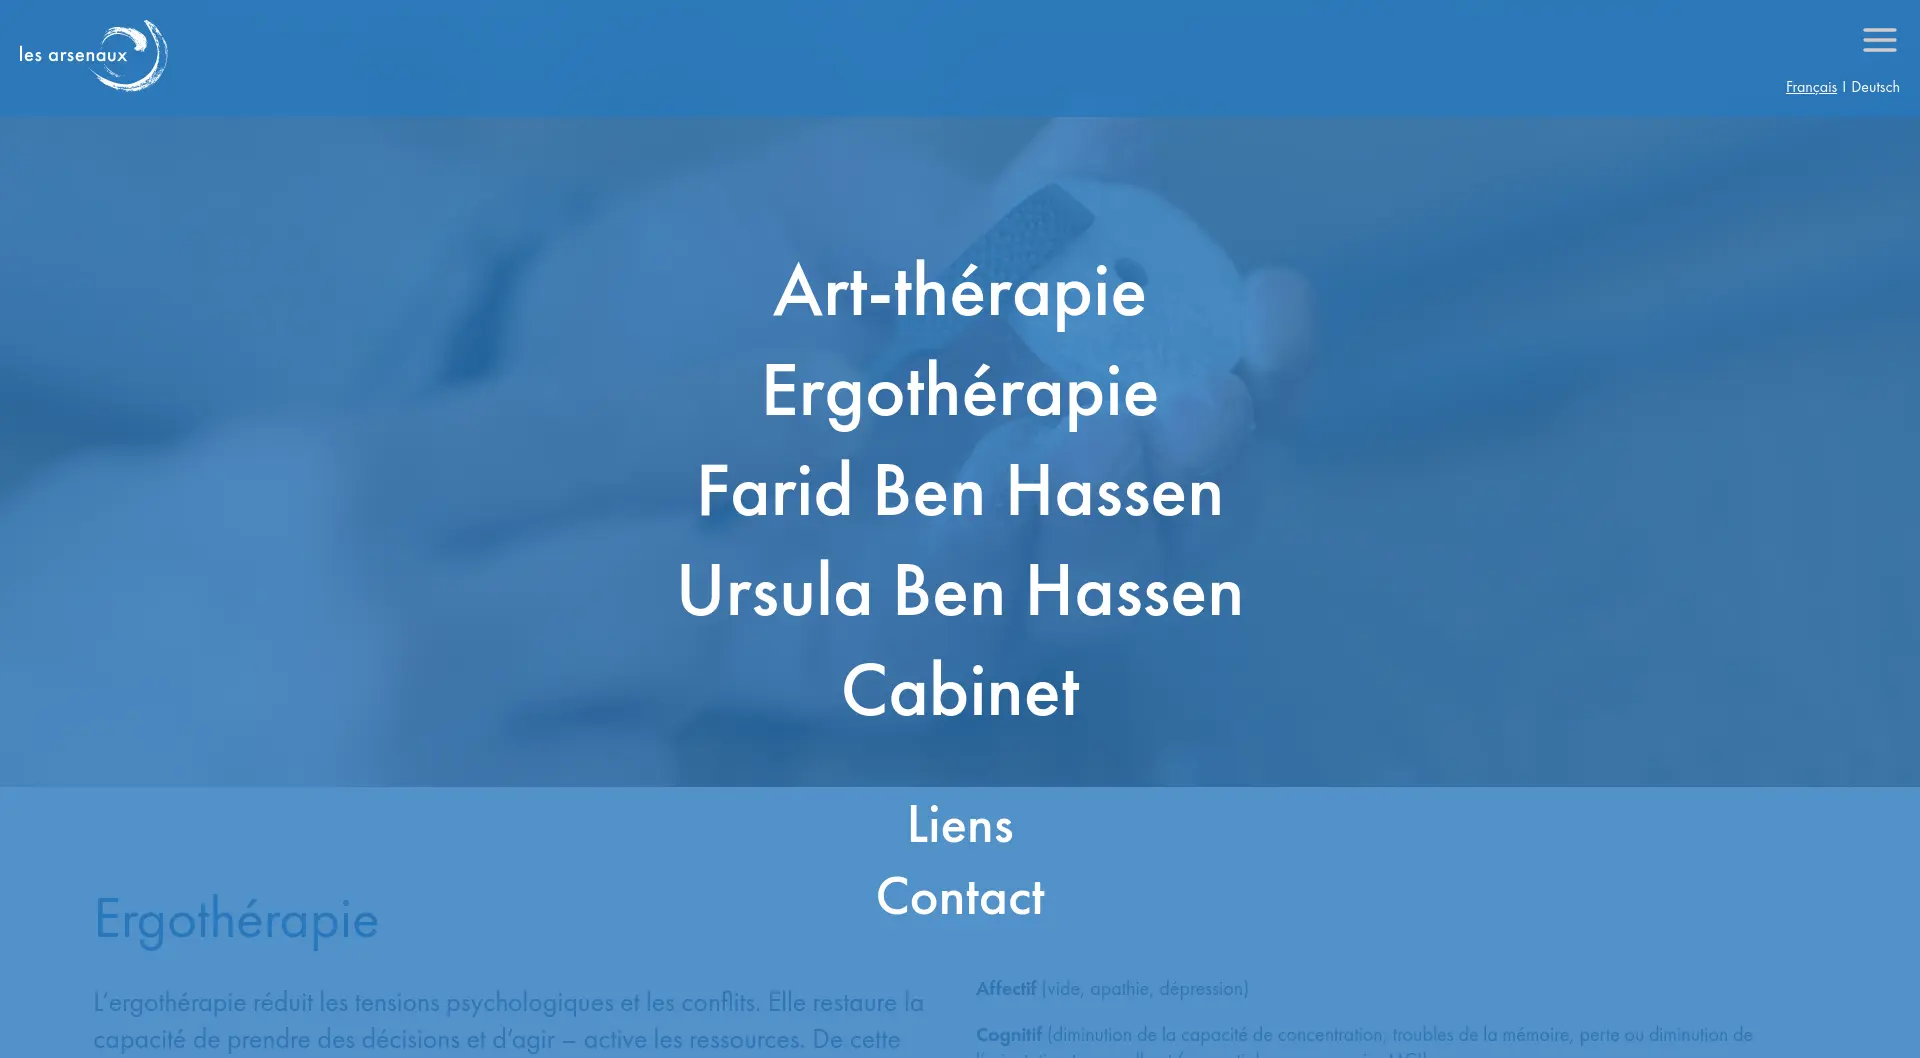 les arsenaux
Français | Deutsch
Art-thérapie
Ergothérapie
Farid Ben Hassen
Ursula Ben Hassen
Cabinet
Liens
Contact
Ergothérapie
L’ergothérapie réduit les tensions psychologiques et les conflits. Elle restaure la
capacité de prendre des décisions et d’agir – active les ressources. De cette
Affectif (vide, apathie, dépression)
Cognitif (diminution de la capacité de concentration, troubles de la mémoire, perte ou diminution de